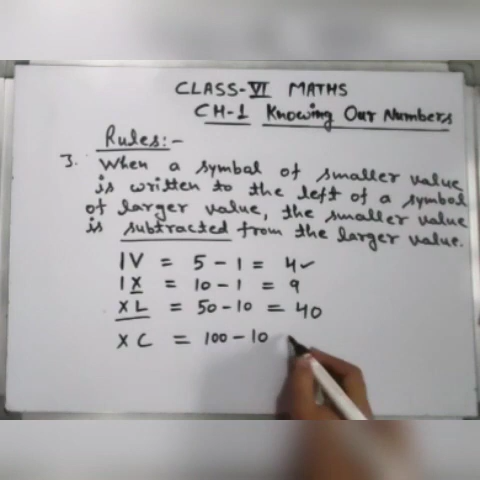 CLASS-VI MATHS
CH-1 Knowing Our Numbers
Rules:-
3. When a symbol of smaller value
is written to the left of a symbol
of larger value, the smaller value
is subtracted from the larger value.
IV = 5 - 1 = 4 ✓
IX = 10 - 1 = 9
XL = 50 - 10 = 40
XC = 100 - 10